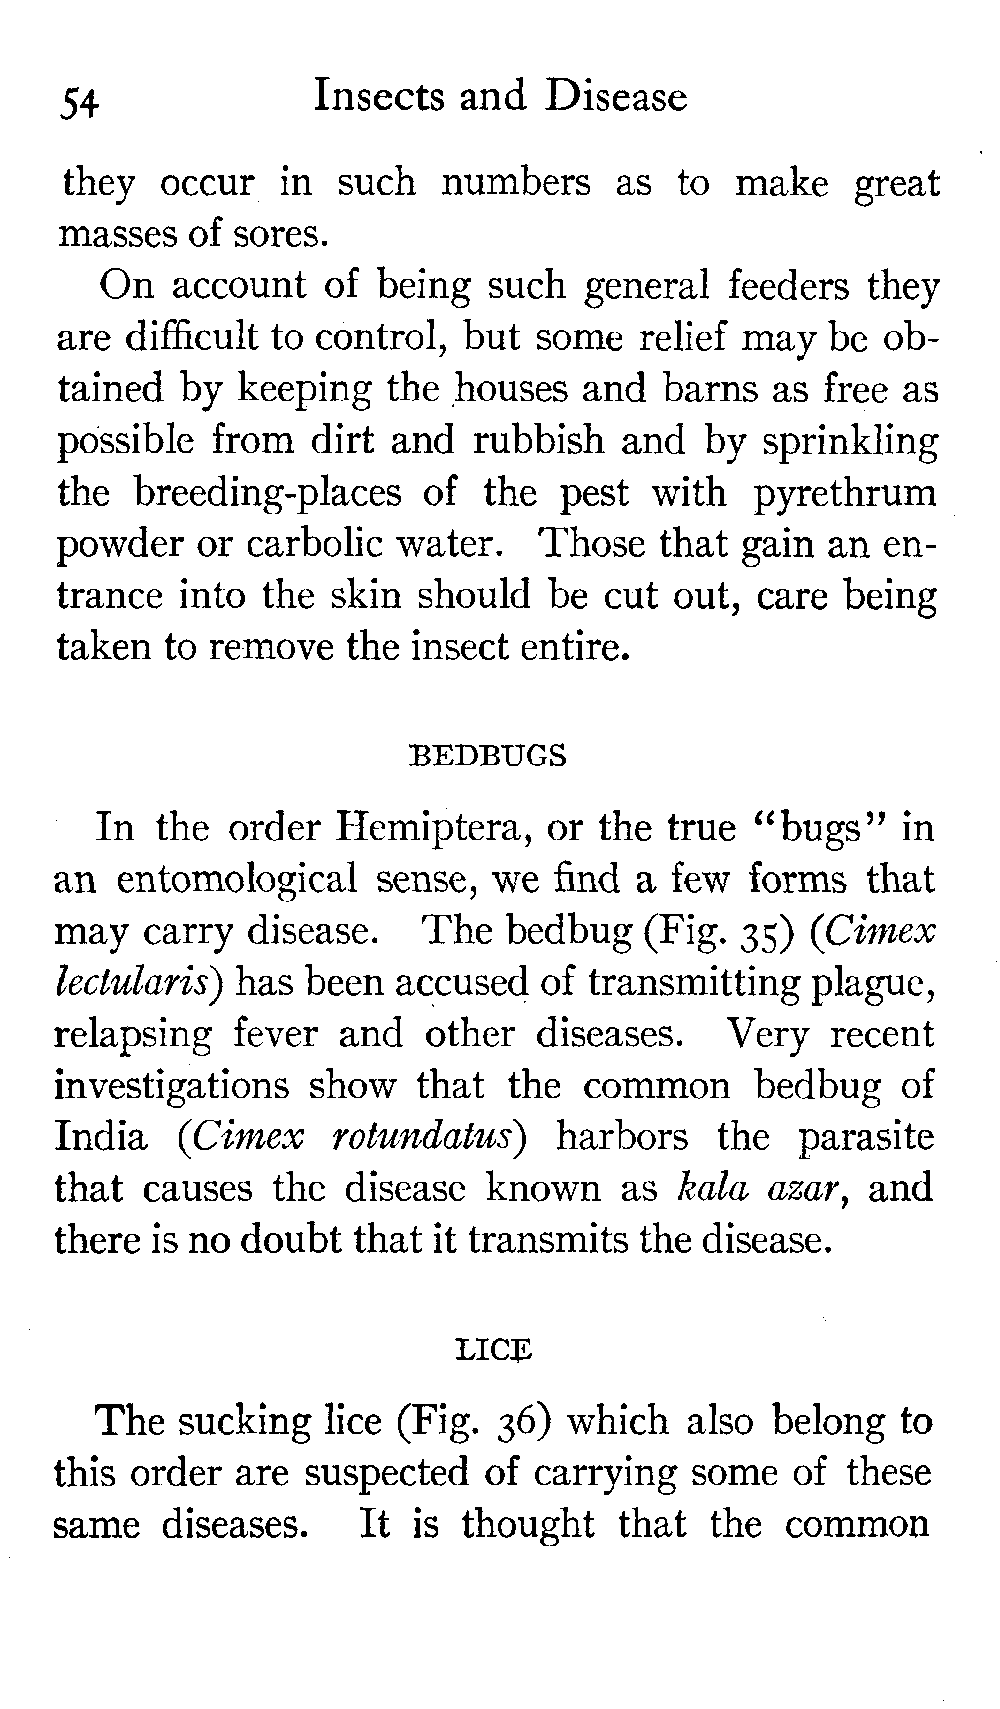 54 Insects and Disease
they occur in such numbers as to make great
masses of sores.
On account of being such general feeders they
are difficult to control, but some relief may be ob-
tained by keeping the houses and barns as free as
possible from dirt and rubbish and by sprinkling
the breeding-places of the pest with pyrethrum
powder or carbolic water. Those that gain an en-
trance into the skin should be cut out, care being
taken to remove the insect entire.
BEDBUGS
In the order Hemiptera, or the true "bugs" in
an entomological sense, we find a few forms that
may carry disease. The bedbug (Fig. 35) (Cimex
lectularis) has been accused of transmitting plague,
relapsing fever and other diseases. Very recent
investigations show that the common bedbug of
India (Cimex rotundatus) harbors the parasite
that causes the disease known as kala azar, and
there is no doubt that it transmits the disease.
LICE
The sucking lice (Fig. 36) which also belong to
this order are suspected of carrying some of these
same diseases. It is thought that the common